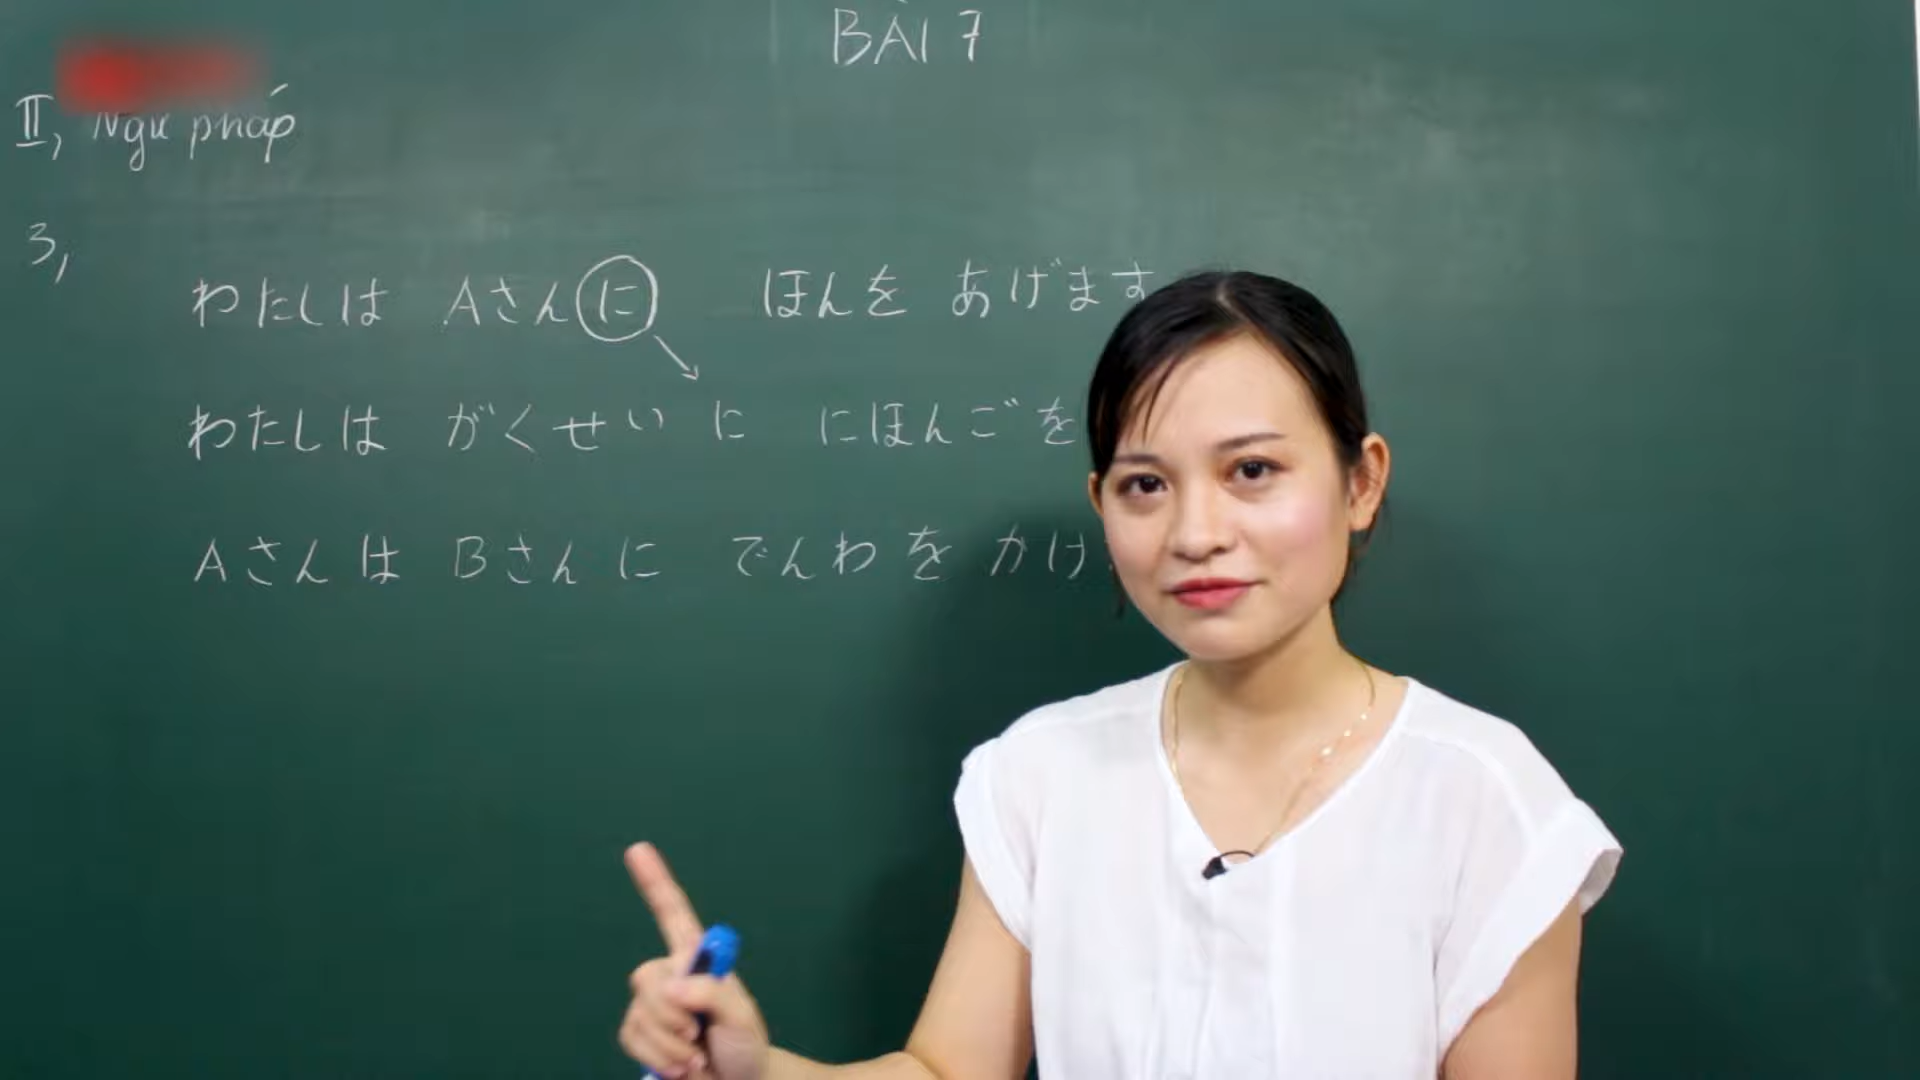 BÀI 7
II, Ngữ pháp
3,
わたしは Aさんに ほんを あげます
わたしは がくせい に にほんご を
Aさんは Bさん に でんわ を かけ